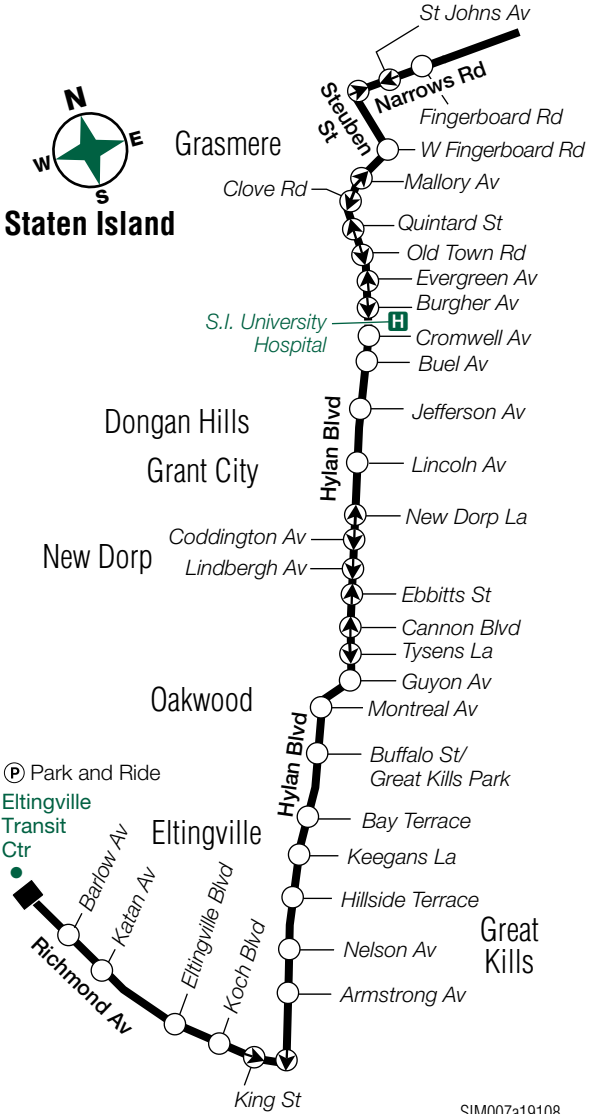 St Johns Av
Narrows Rd
Fingerboard Rd
Steuben
St
N
E
W
S
Staten Island
Grasmere
W Fingerboard Rd
Mallory Av
Clove Rd
Quintard St
Old Town Rd
Evergreen Av
Burgher Av
S.I. University
Hospital
H
Cromwell Av
Buel Av
Hylan Blvd
Dongan Hills
Jefferson Av
Grant City
Lincoln Av
New Dorp La
Coddington Av
New Dorp
Lindbergh Av
Ebbitts St
Cannon Blvd
Tysens La
Guyon Av
Oakwood
Montreal Av
Hylan Blvd
Buffalo St/
Great Kills Park
P Park and Ride
Eltingville
Transit
Ctr
Eltingville
Bay Terrace
Keegans La
Hillside Terrace
Great
Kills
Nelson Av
Armstrong Av
Barlow Av
Katan Av
Eltingville Blvd
Koch Blvd
Richmond Av
King St
SIM007a19108